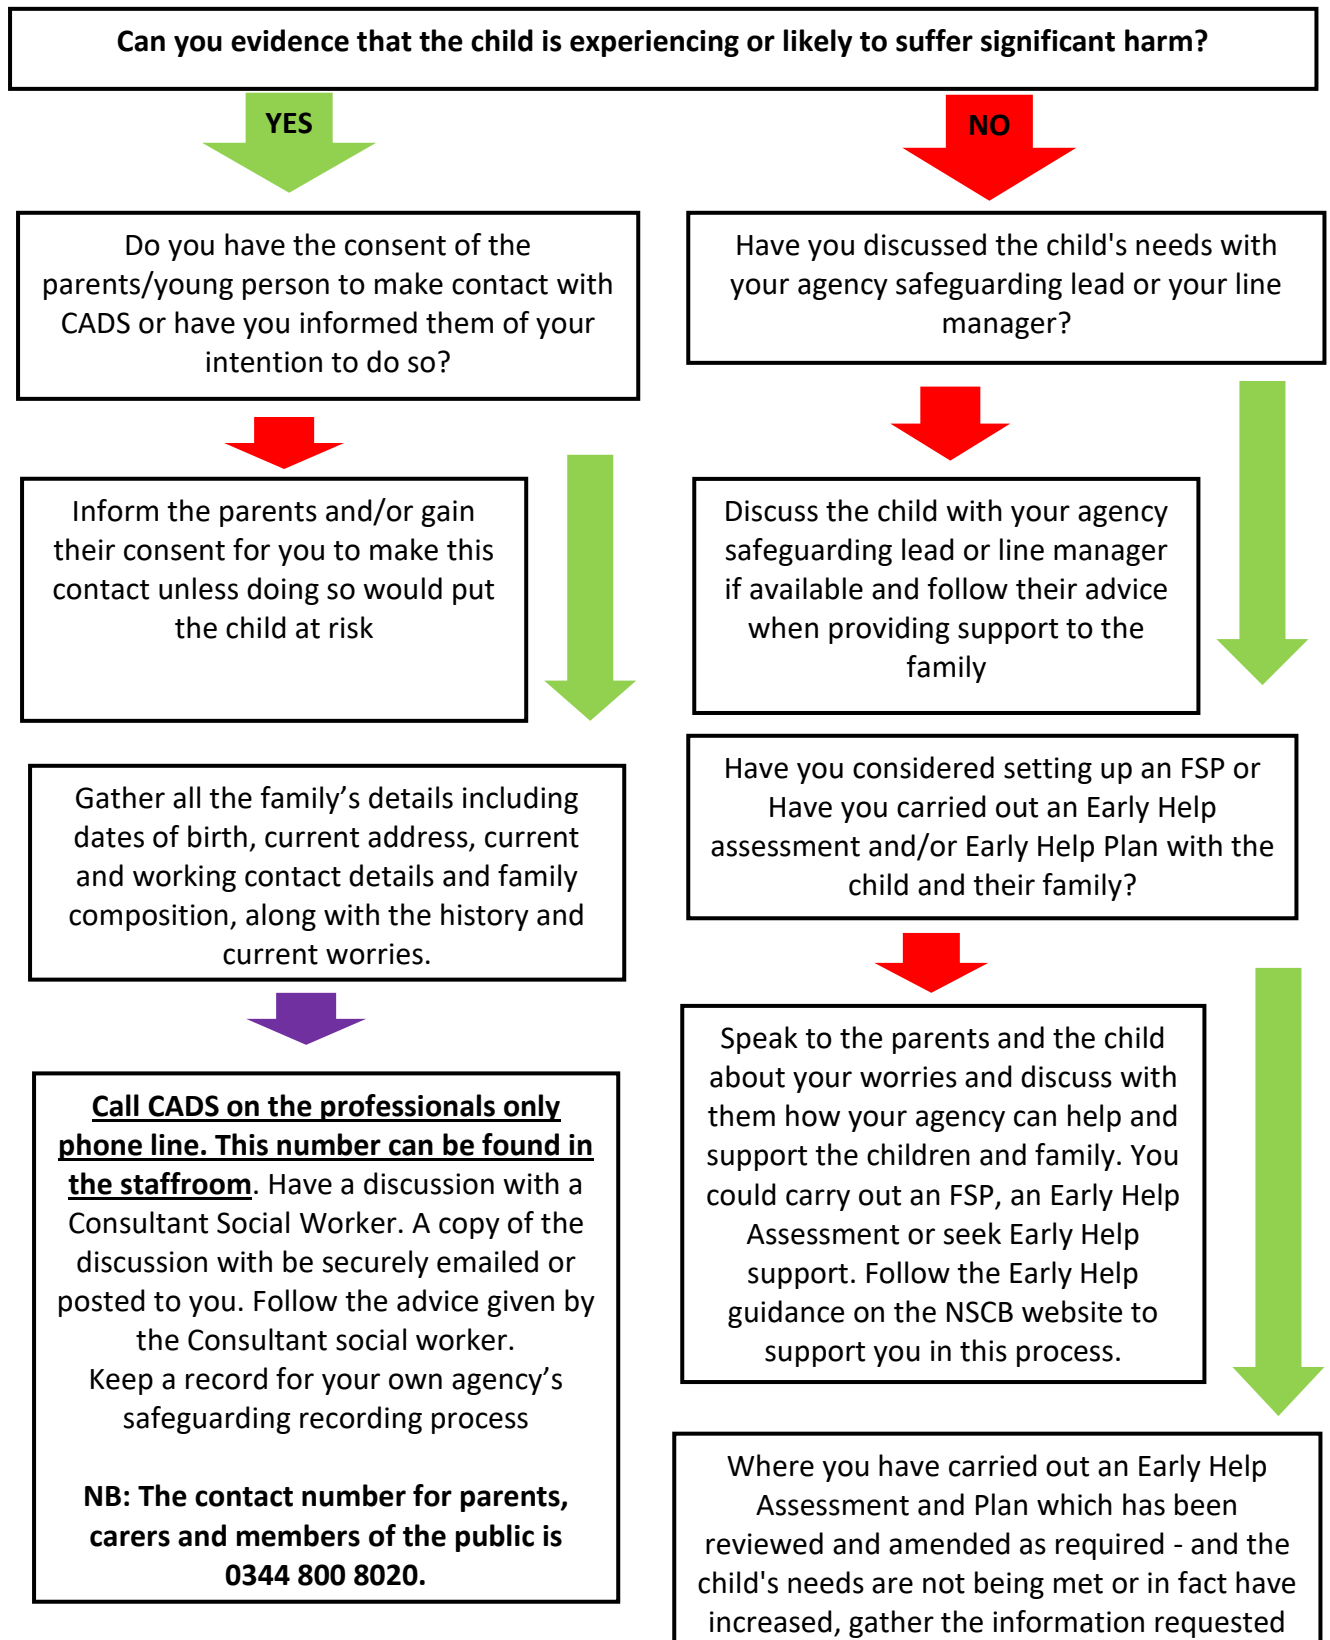 Can you evidence that the child is experiencing or likely to suffer significant harm?
YES
NO
Do you have the consent of the
parents/young person to make contact with
CADS or have you informed them of your
intention to do so?
Have you discussed the child's needs with
your agency safeguarding lead or your line
manager?
Inform the parents and/or gain
their consent for you to make this
contact unless doing so would put
the child at risk
Discuss the child with your agency
safeguarding lead or line manager
if available and follow their advice
when providing support to the
family
Gather all the family’s details including
dates of birth, current address, current
and working contact details and family
composition, along with the history and
current worries.
Have you considered setting up an FSP or
Have you carried out an Early Help
assessment and/or Early Help Plan with the
child and their family?
Call CADS on the professionals only
phone line. This number can be found in
the staffroom. Have a discussion with a
Consultant Social Worker. A copy of the
discussion with be securely emailed or
posted to you. Follow the advice given by
the Consultant social worker.
Keep a record for your own agency’s
safeguarding recording process
NB: The contact number for parents,
carers and members of the public is
0344 800 8020.
Speak to the parents and the child
about your worries and discuss with
them how your agency can help and
support the children and family. You
could carry out an FSP, an Early Help
Assessment or seek Early Help
support. Follow the Early Help
guidance on the NSCB website to
support you in this process.
Where you have carried out an Early Help
Assessment and Plan which has been
reviewed and amended as required - and the
child's needs are not being met or in fact have
increased, gather the information requested